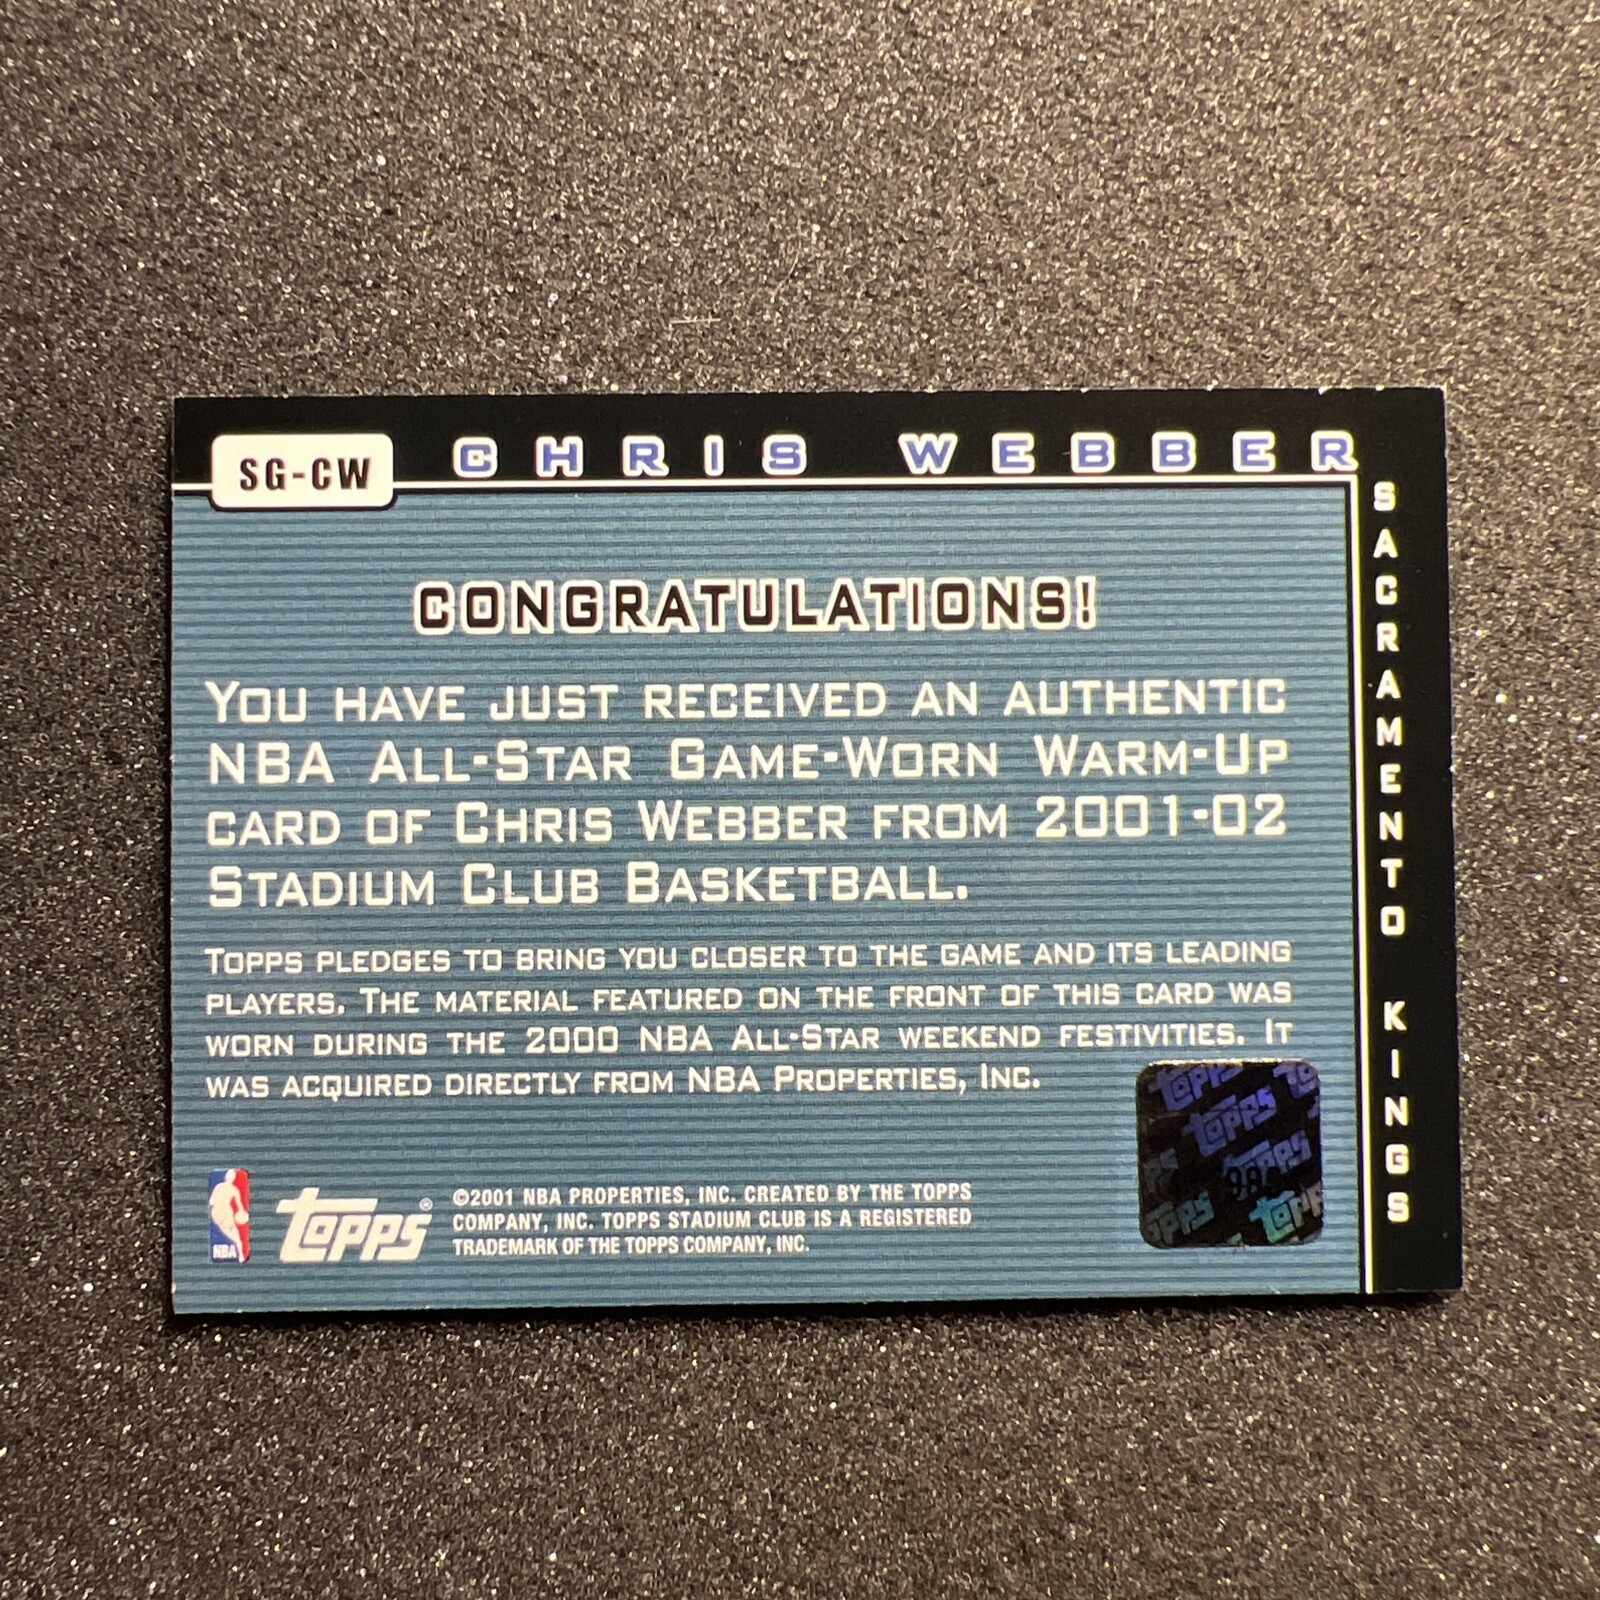 SG-CW
CHRIS WEBBER
SACRAMENTO KINGS
CONGRATULATIONS!
YOU HAVE JUST RECEIVED AN AUTHENTIC
NBA ALL-STAR GAME-WORN WARM-UP
CARD OF CHRIS WEBBER FROM 2001-02
STADIUM CLUB BASKETBALL.
TOPPS PLEDGES TO BRING YOU CLOSER TO THE GAME AND ITS LEADING
PLAYERS. THE MATERIAL FEATURED ON THE FRONT OF THIS CARD WAS
WORN DURING THE 2000 NBA ALL-STAR WEEKEND FESTIVITIES. IT
WAS ACQUIRED DIRECTLY FROM NBA PROPERTIES, INC.
topps
topps
NBA
topps®
©2001 NBA PROPERTIES, INC. CREATED BY THE TOPPS
COMPANY, INC. TOPPS STADIUM CLUB IS A REGISTERED
TRADEMARK OF THE TOPPS COMPANY, INC.